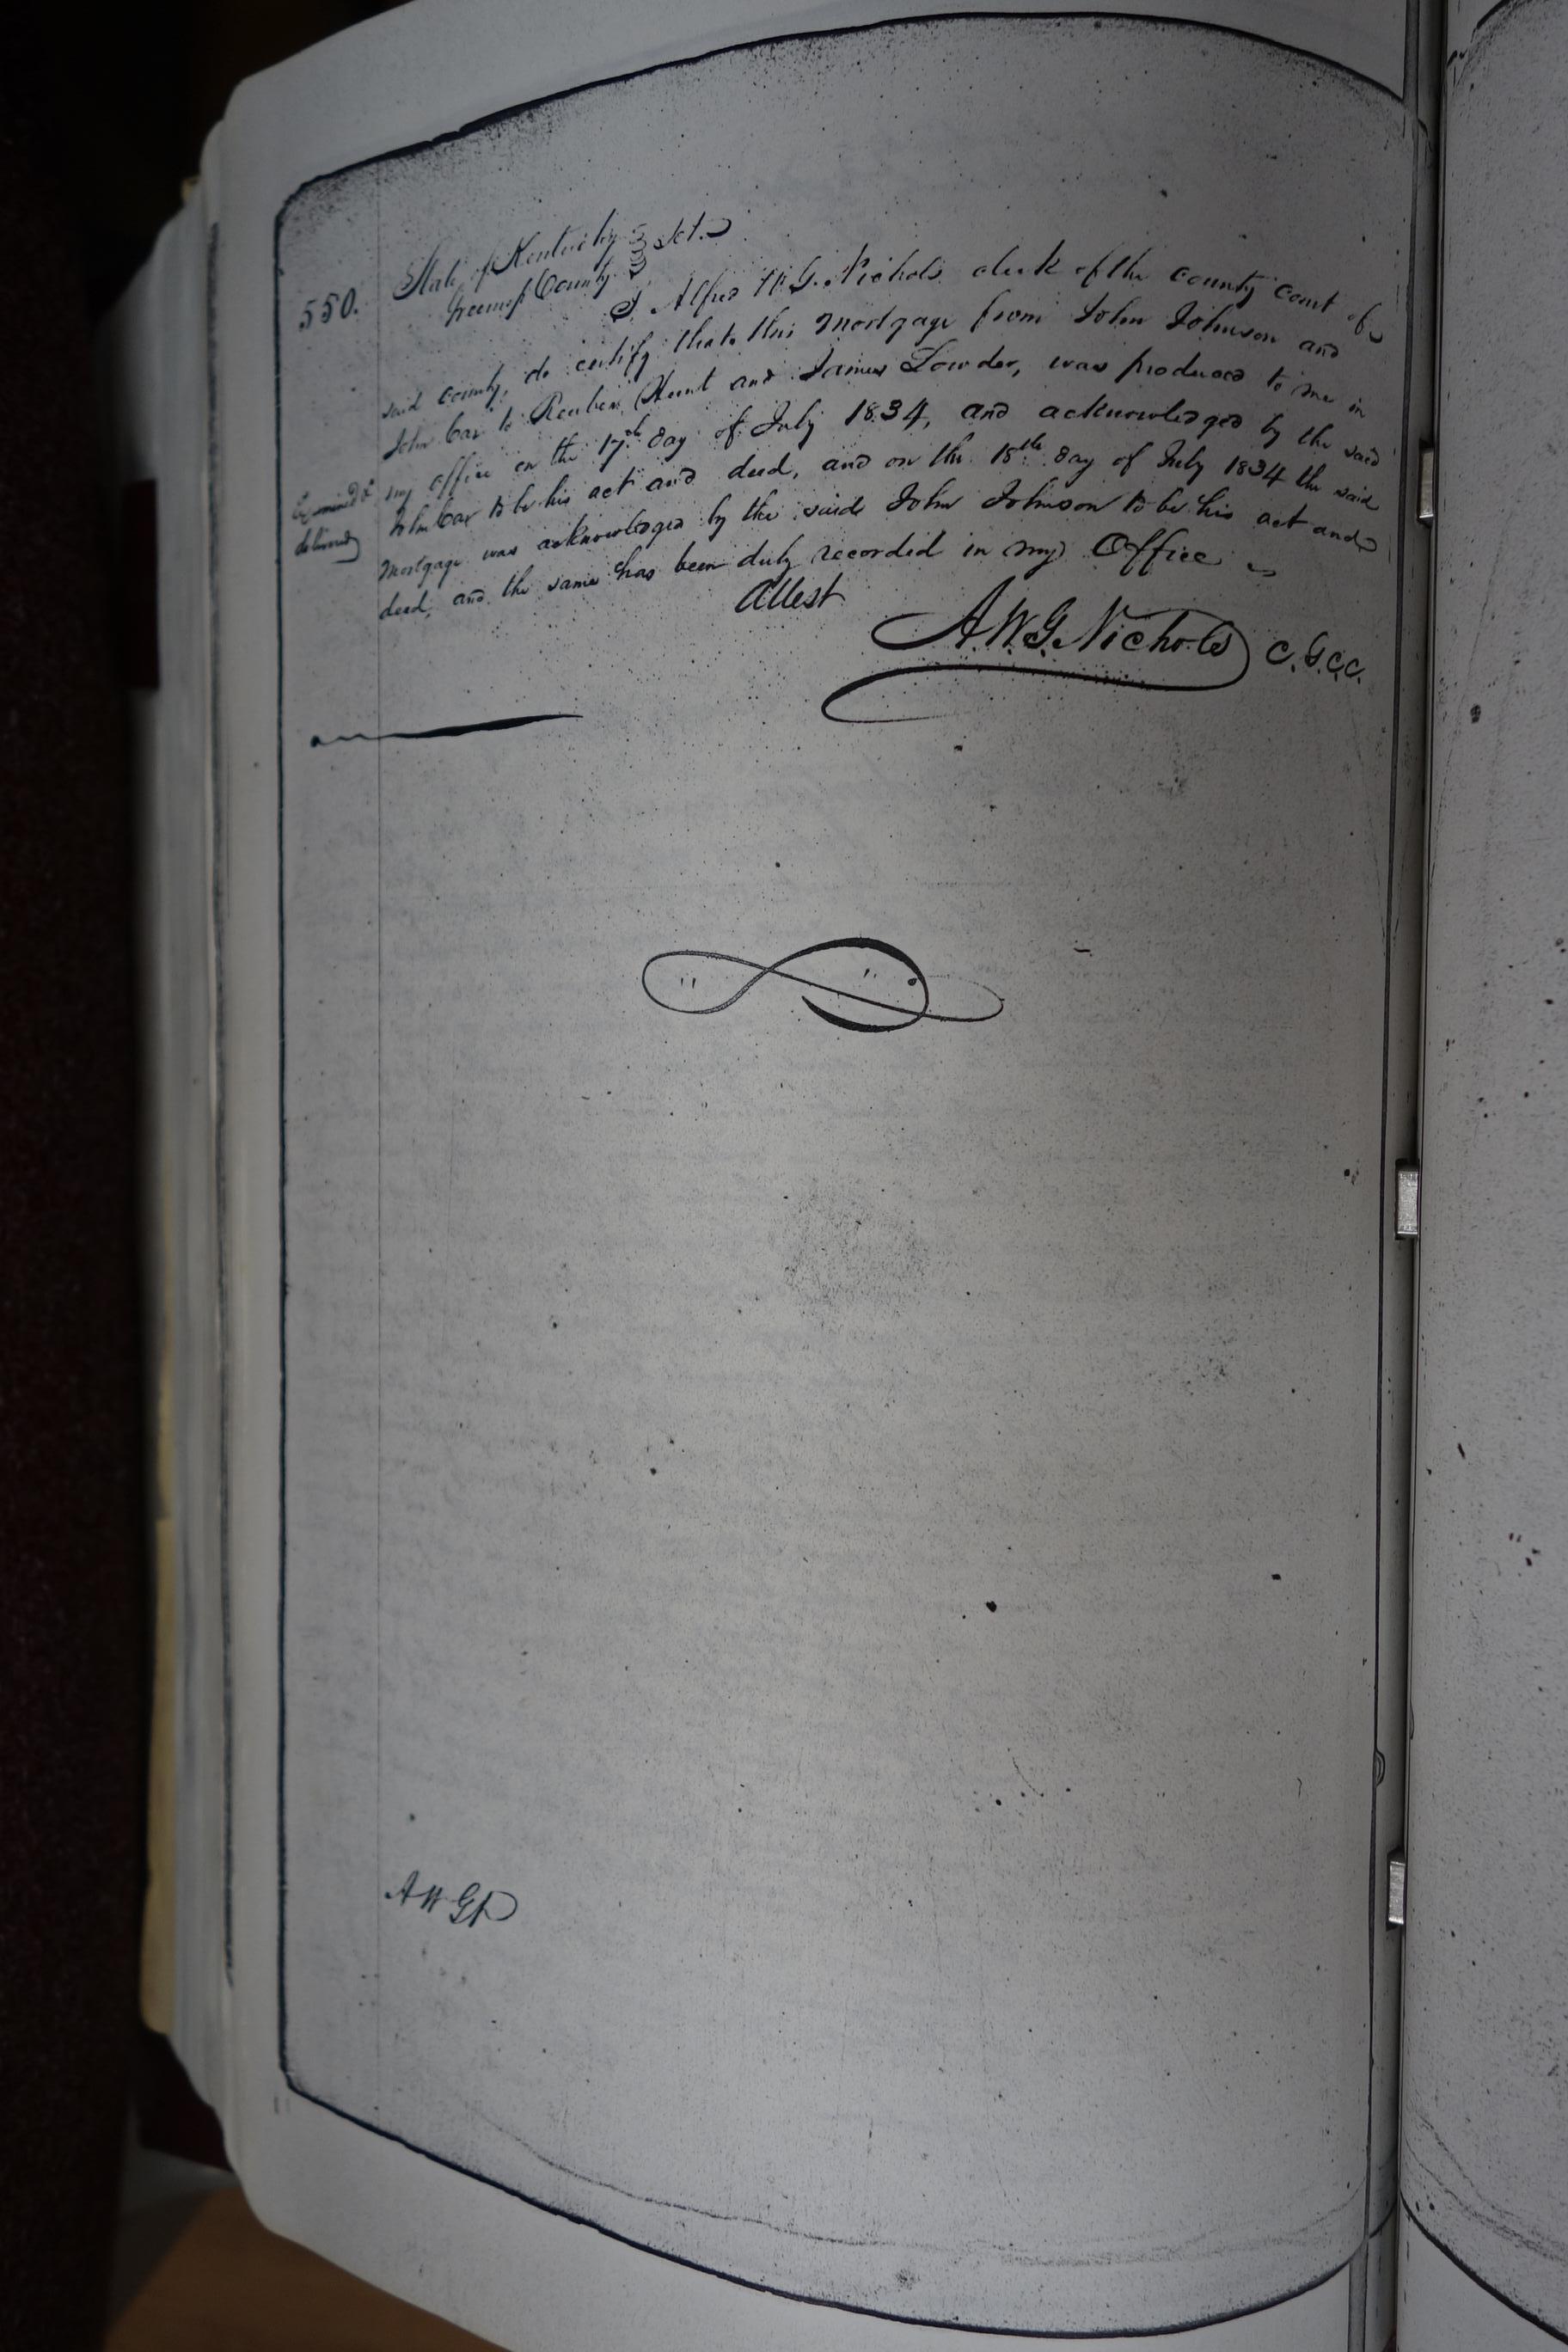 550.
State of Kentucky Sct.
Greenup County
I Alfred W. G. Nichols clerk of the county court of
said county, do certify that this Mortgage from John Johnson and
John Cox to Reuben Hunt and James Lowder, was produced to me in
my office on the 17th day of July 1834, and acknowledged by the said
John Cox to be his act and deed, and on the 18th day of July 1834 the said
Mortgage was acknowledged by the said John Johnson to be his act and
deed, and the same has been duly recorded in my Office
Examined &
delivered
Attest
A. W. G. Nichols C. G. C. C.
A W G